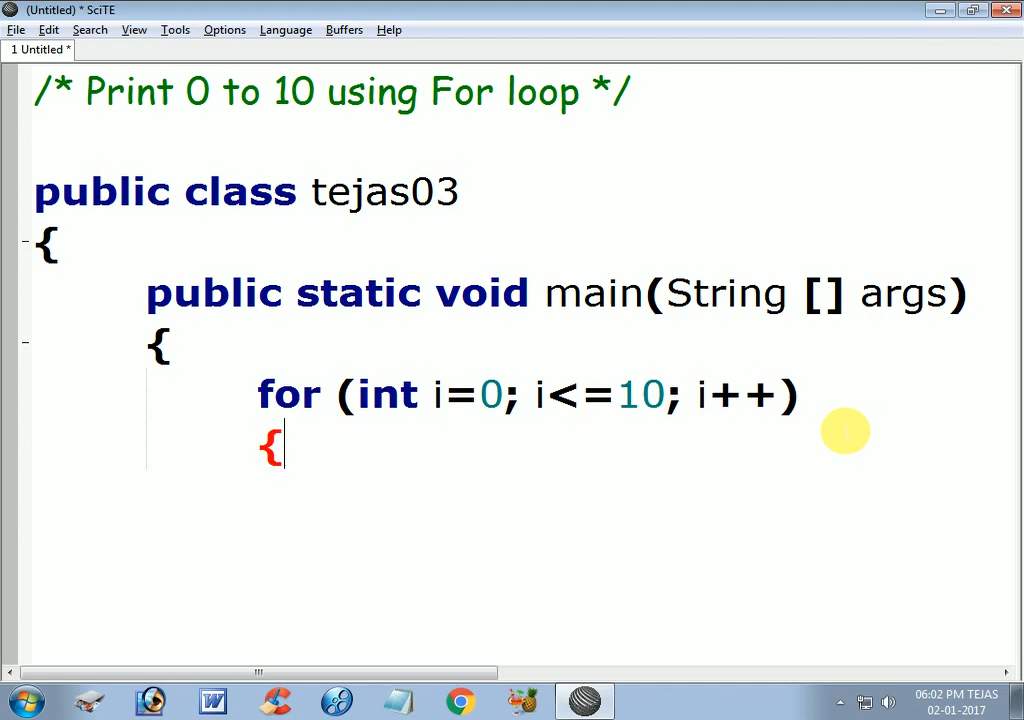 (Untitled) * SciTE
File Edit Search View Tools Options Language Buffers Help
1 Untitled *
/* Print 0 to 10 using For loop */
public class tejas03
{
public static void main(String [] args)
{
for (int i=0; i<=10; i++)
{
06:02 PM TEJAS
02-01-2017